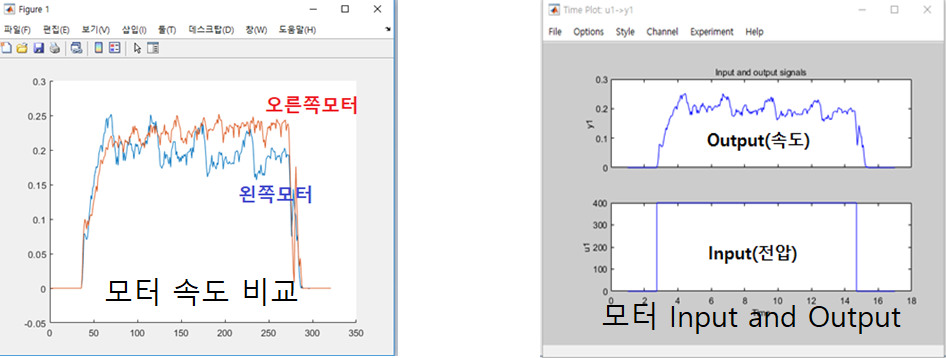 Figure 1
파일(F) 편집(E) 보기(V) 삽입(I) 툴(T) 데스크탑(D) 창(W) 도움말(H)
0.3
0.25
0.2
0.15
0.1
0.05
0
-0.05
0 50 100 150 200 250 300 350
오른쪽모터
왼쪽모터
모터 속도 비교
Time Plot: u1->y1
File Options Style Channel Experiment Help
Input and output signals
0.3
0.2
0.1
0
y1
Output(속도)
400
300
200
100
0
u1
Input(전압)
0 2 4 6 8 10 12 14 16 18
Time
모터 Input and Output